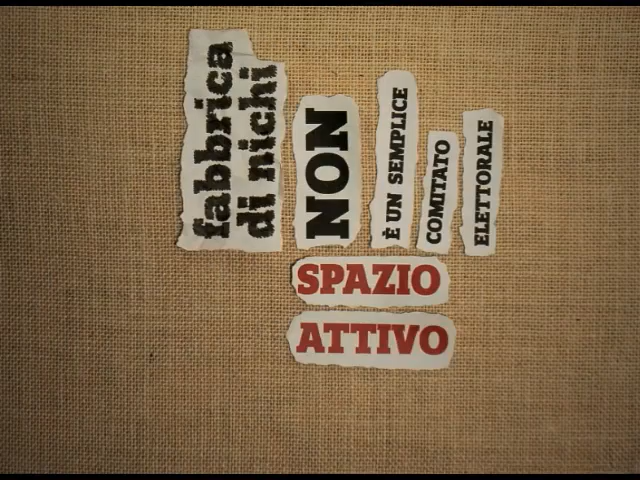 fabbrica
di nichi
NON
È UN SEMPLICE
COMITATO
ELETTORALE
SPAZIO
ATTIVO